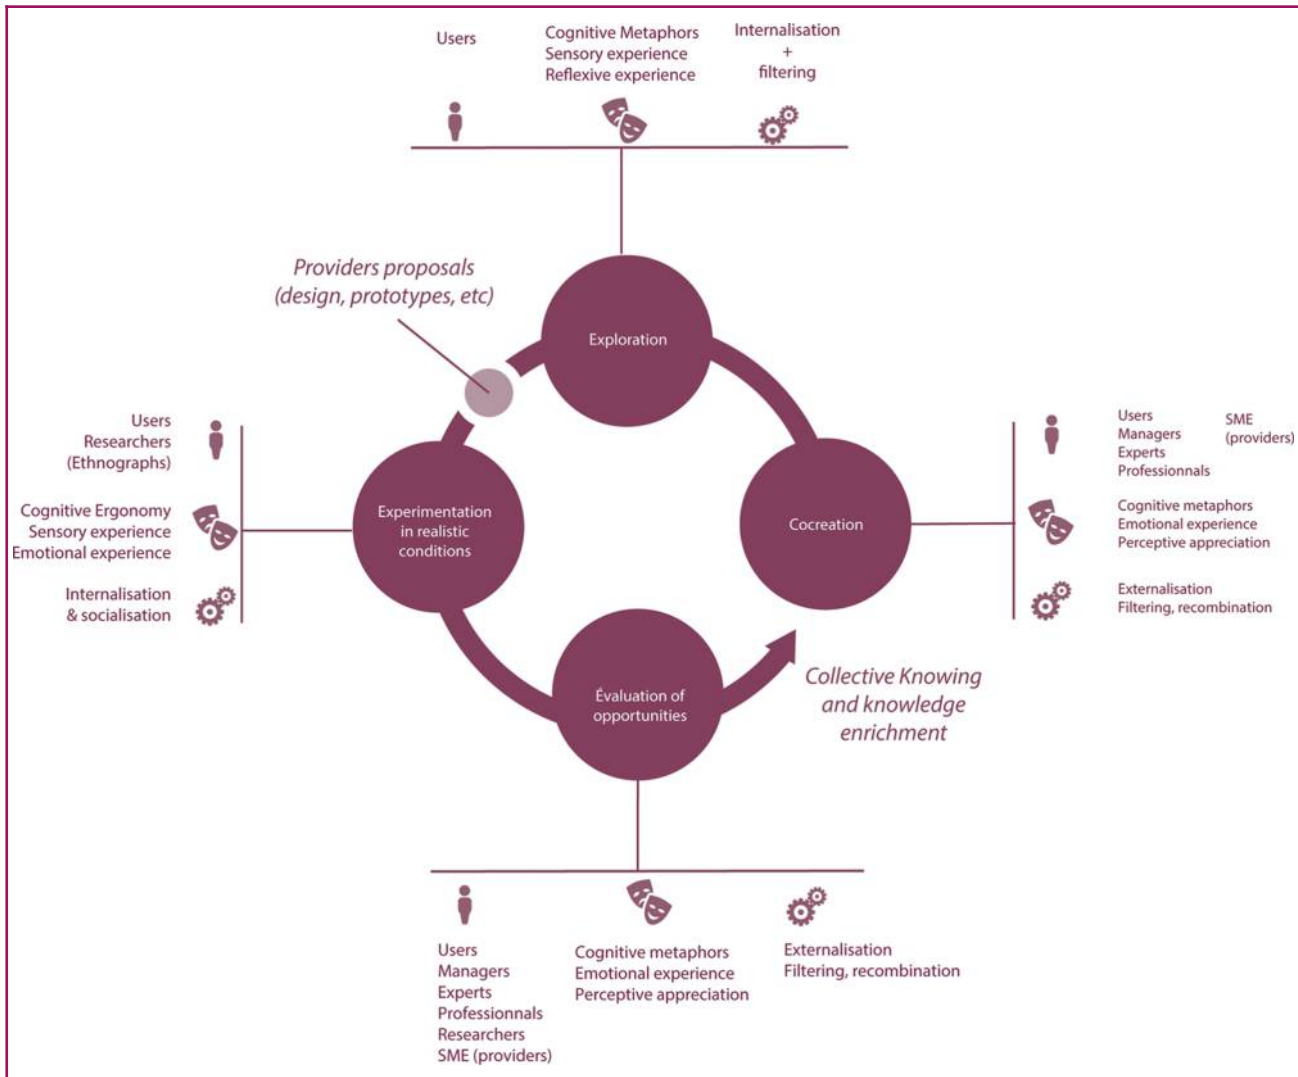 Users
Cognitive Metaphors
Sensory experience
Reflexive experience
Internalisation
+
filtering
Providers proposals
(design, prototypes, etc)
Exploration
Users
Researchers
(Ethnographs)
Cognitive Ergonomy
Sensory experience
Emotional experience
Internalisation
& socialisation
Experimentation
in realistic
conditions
Cocreation
Users
Managers
Experts
Professionnals
SME
(providers)
Cognitive metaphors
Emotional experience
Perceptive appreciation
Externalisation
Filtering, recombination
Évaluation of
opportunities
Collective Knowing
and knowledge
enrichment
Users
Managers
Experts
Professionnals
Researchers
SME (providers)
Cognitive metaphors
Emotional experience
Perceptive appreciation
Externalisation
Filtering, recombination